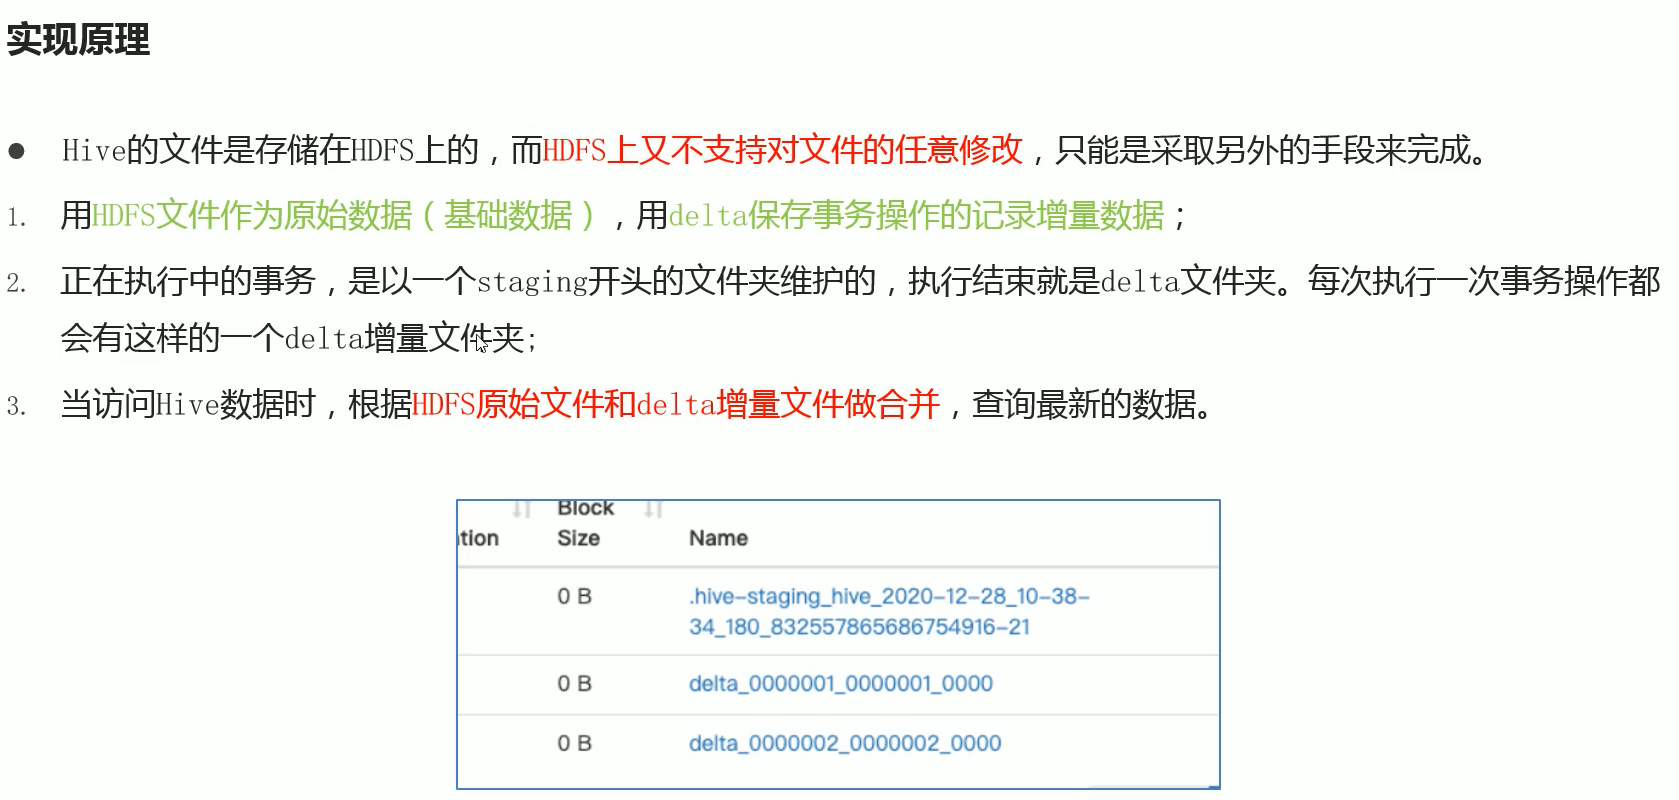 实现原理
● Hive的文件是存储在HDFS上的，而HDFS上又不支持对文件的任意修改，只能是采取另外的手段来完成。
1. 用HDFS文件作为原始数据（基础数据），用delta保存事务操作的记录增量数据；
2. 正在执行中的事务，是以一个staging开头的文件夹维护的，执行结束就是delta文件夹。每次执行一次事务操作都
会有这样的一个delta增量文件夹;
3. 当访问Hive数据时，根据HDFS原始文件和delta增量文件做合并，查询最新的数据。
Block
tion Size Name
0 B .hive-staging_hive_2020-12-28_10-38-
34_180_832557865686754916-21
0 B delta_0000001_0000001_0000
0 B delta_0000002_0000002_0000